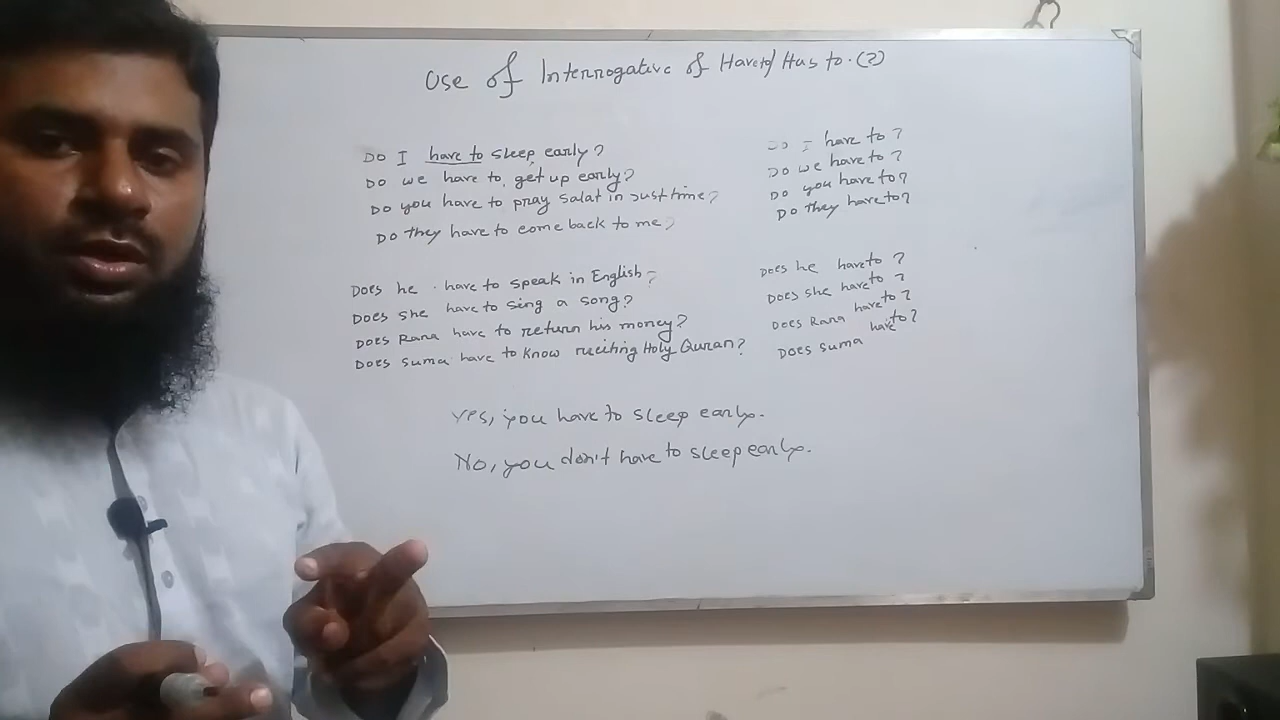 Use of Interrogative of Have to/ Has to. (?)
Do I have to sleep early?
Do we have to get up early?
Do you have to pray Salat in Just time?
Do they have to come back to me?
Do I have to?
Do we have to?
Do you have to?
Do they have to?
Does he have to speak in English?
Does she have to sing a song?
Does Rana have to return his money?
Does suma have to know reciting Holy Quran?
Does he have to?
Does she have to?
Does Rana have to?
Does suma have to?
Yes, you have to sleep early.
No, you don't have to sleep early.